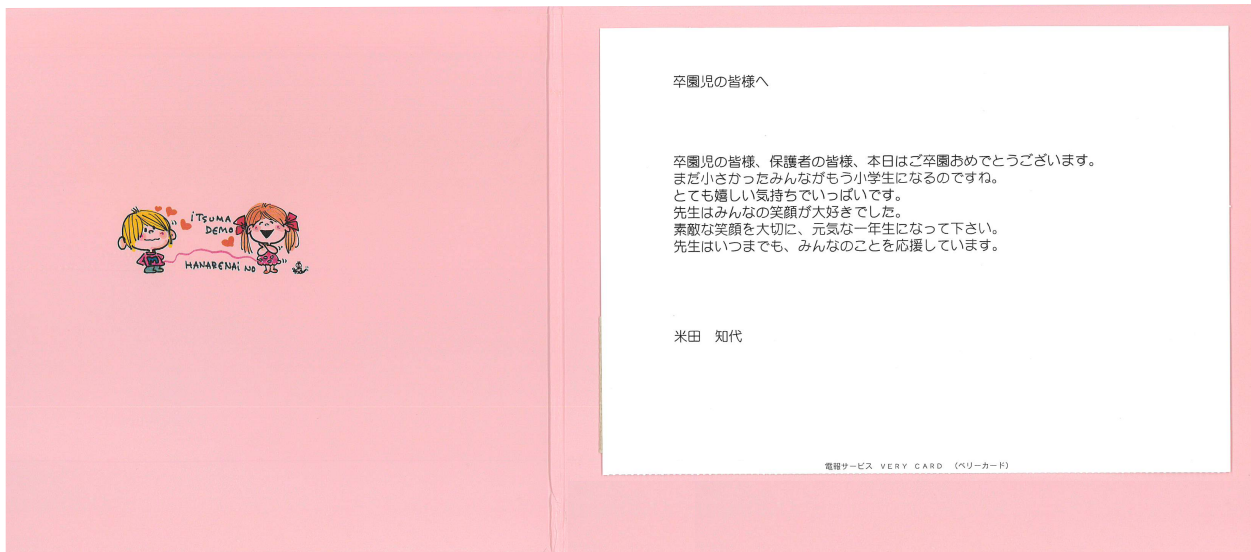 iTSUMA
DEMO
HANARENAi NO
卒園児の皆様へ
卒園児の皆様、保護者の皆様、本日はご卒園おめでとうございます。
まだ小さかったみんながもう小学生になるのですね。
とても嬉しい気持ちでいっぱいです。
先生はみんなの笑顔が大好きでした。
素敵な笑顔を大切に、元気な一年生になって下さい。
先生はいつまでも、みんなのことを応援しています。
米田　知代
電報サービス　VERY　CARD　（ベリーカード）